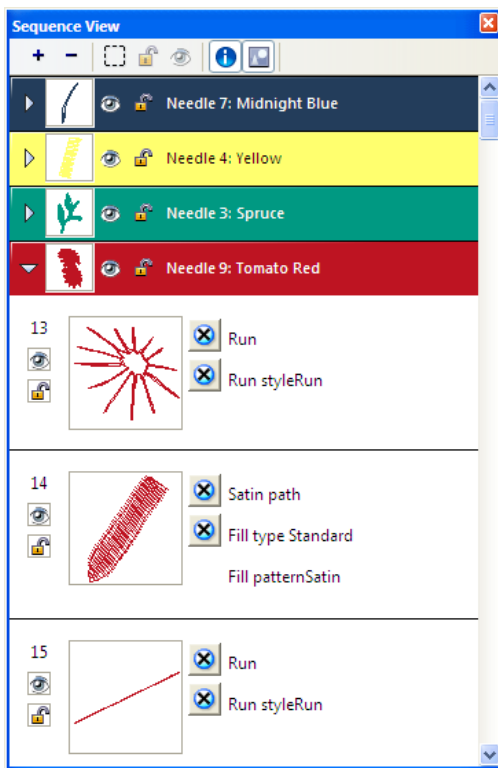 Sequence View
Needle 7: Midnight Blue
Needle 4: Yellow
Needle 3: Spruce
Needle 9: Tomato Red
13
Run
Run styleRun
14
Satin path
Fill type Standard
Fill patternSatin
15
Run
Run styleRun